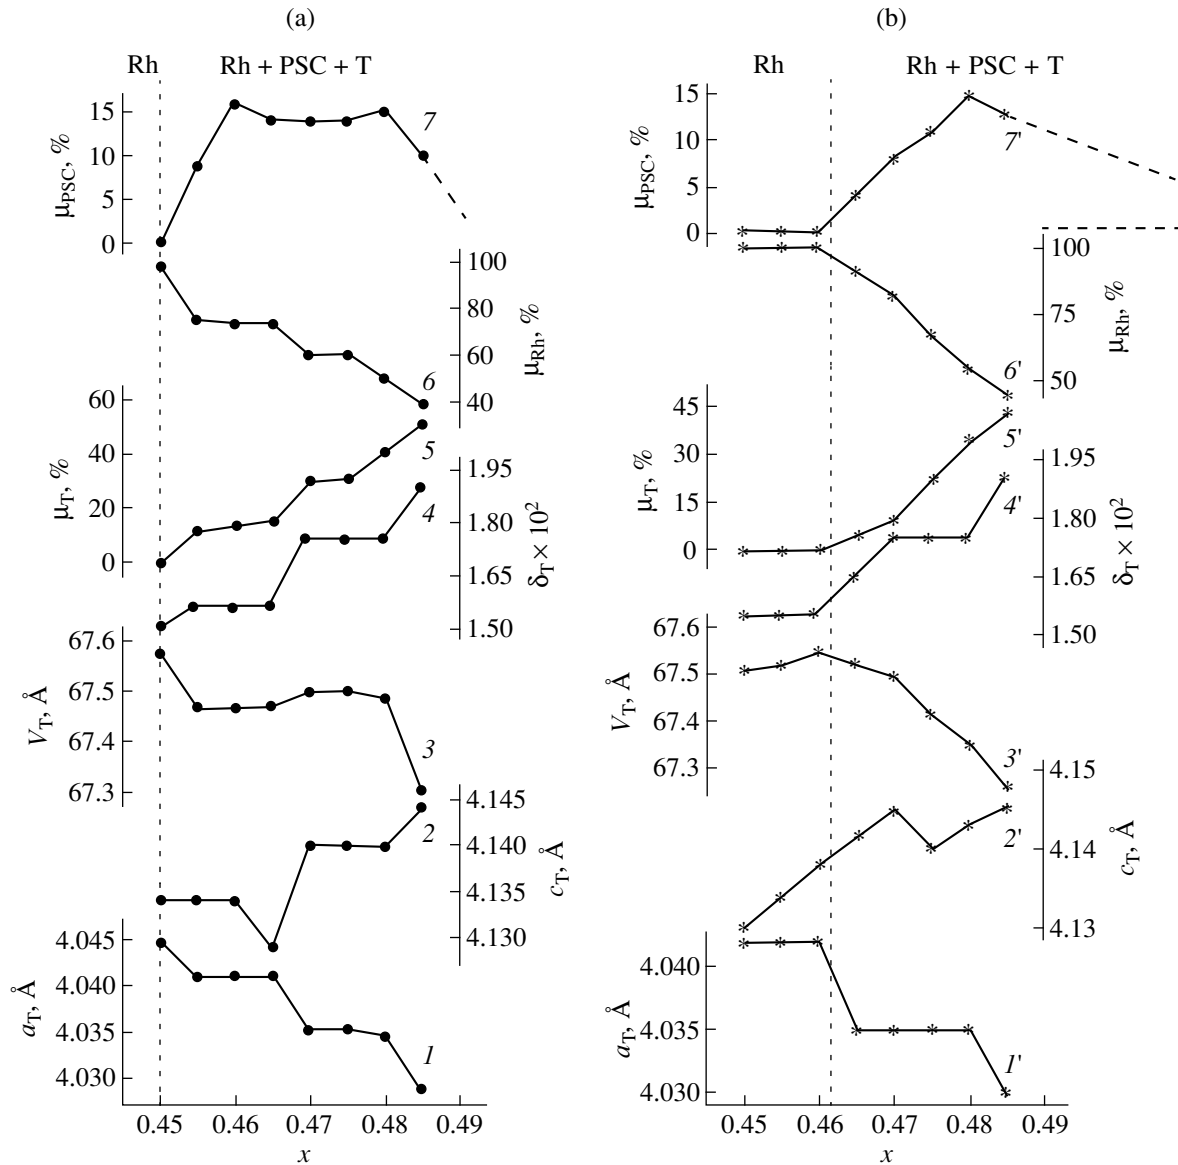 (a)
Rh
Rh + PSC + T
μPSC, %
15
10
5
0
7
100
80
60
40
μRh, %
6
60
40
20
0
μT, %
5
1.95
1.80
1.65
1.50
δT × 10²
4
67.6
67.5
67.4
67.3
VT, Å
3
4.145
4.140
4.135
4.130
cT, Å
2
4.045
4.040
4.035
4.030
aT, Å
1
0.45 0.46 0.47 0.48 0.49
x
(b)
Rh
Rh + PSC + T
μPSC, %
15
10
5
0
7'
100
75
50
μRh, %
6'
45
30
15
0
μT, %
5'
1.95
1.80
1.65
1.50
δT × 10²
4'
67.6
67.5
67.4
67.3
VT, Å
3'
4.15
4.14
4.13
cT, Å
2'
4.040
4.035
4.030
aT, Å
1'
0.45 0.46 0.47 0.48 0.49
x